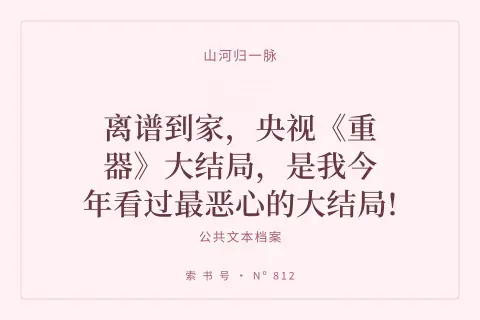 山河归一脉
离谱到家，央视《重
器》大结局，是我今
年看过最恶心的大结局!
公共文本档案
索书号 · Nº 812